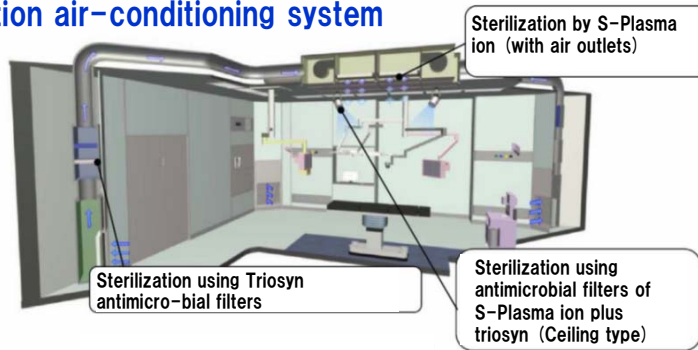 tion air-conditioning system
Sterilization by S-Plasma
ion (with air outlets)
Sterilization using Triosyn
antimicro-bial filters
Sterilization using
antimicrobial filters of
S-Plasma ion plus
triosyn (Ceiling type)